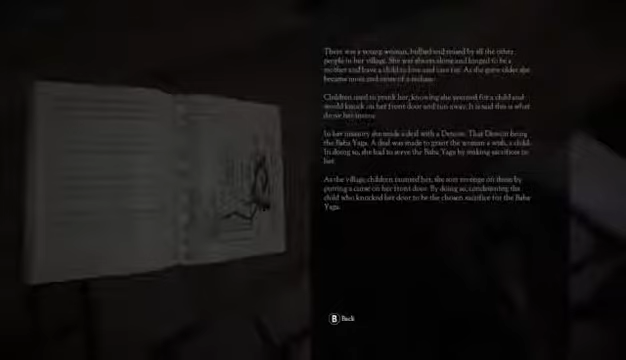 There was a young woman, bullied and teased by all the other
people in her village. She was always alone and longed to be a
mother and have a child to love and care for. As she grew older she
became more and more of a recluse.
Children used to prank her, knowing she yearned for a child and
would knock on her front door and run away. It is said this is what
drove her insane.
In her insanity she made a deal with a Demon. That Demon being
the Baba Yaga. A deal was made to grant the woman a wish, a child.
In doing so, she had to serve the Baba Yaga by making sacrifices to
her.
As the village children taunted her, she sort revenge on them by
putting a curse on her front door. By doing so, condemning the
child who knocked her door to be the chosen sacrifice for the Baba
Yaga.
B Back